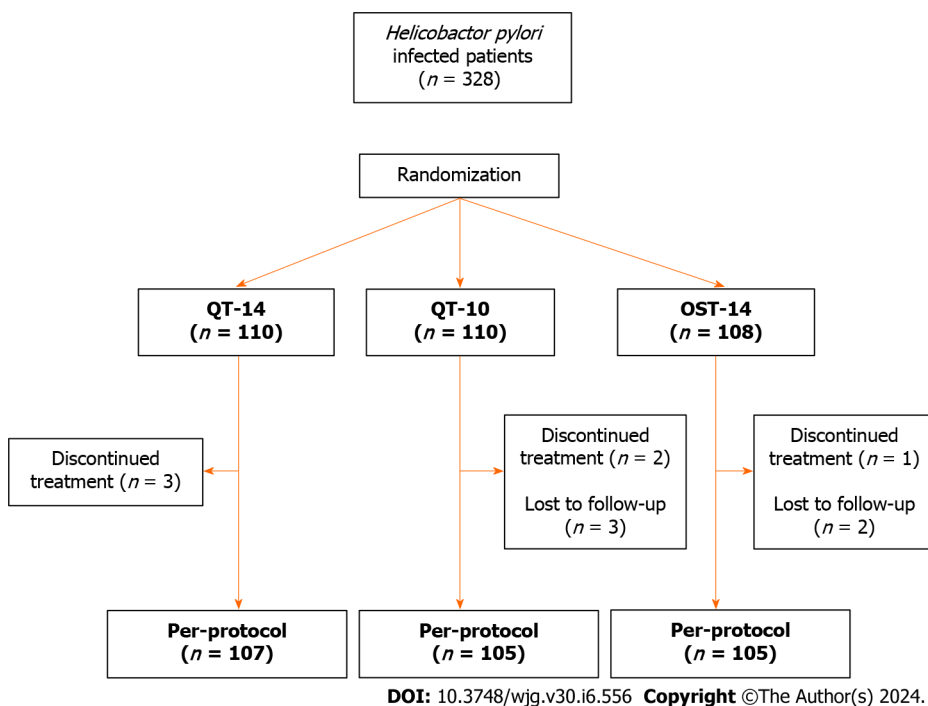 Helicobacter pylori
infected patients
(n = 328)
Randomization
QT-14
(n = 110)
QT-10
(n = 110)
OST-14
(n = 108)
Discontinued
treatment (n = 3)
Discontinued
treatment (n = 2)
Lost to follow-up
(n = 3)
Discontinued
treatment (n = 1)
Lost to follow-up
(n = 2)
Per-protocol
(n = 107)
Per-protocol
(n = 105)
Per-protocol
(n = 105)
DOI: 10.3748/wjg.v30.i6.556 Copyright ©The Author(s) 2024.